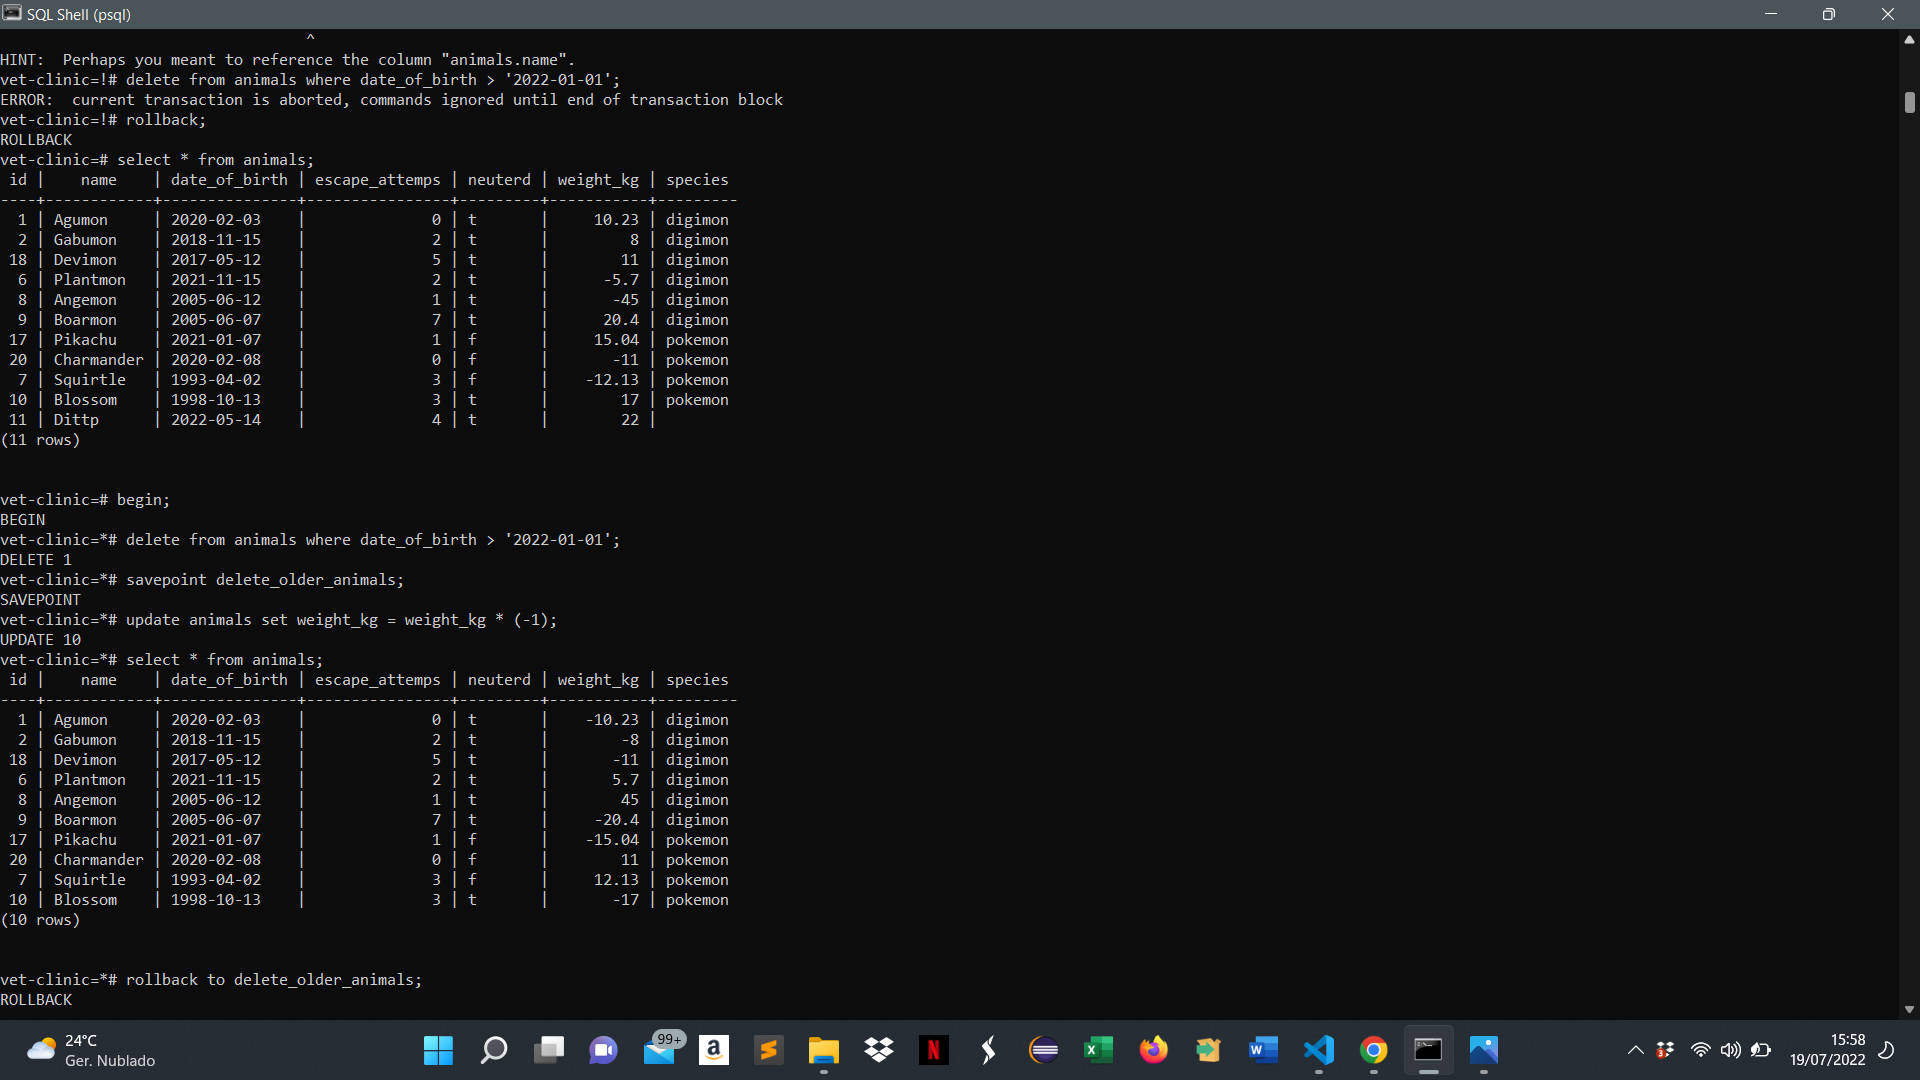 SQL Shell (psql)
^
HINT:  Perhaps you meant to reference the column "animals.name".
vet-clinic=!# delete from animals where date_of_birth > '2022-01-01';
ERROR:  current transaction is aborted, commands ignored until end of transaction block
vet-clinic=!# rollback;
ROLLBACK
vet-clinic=# select * from animals;
 id |    name    | date_of_birth | escape_attemps | neuterd | weight_kg | species
----+------------+---------------+----------------+---------+-----------+---------
  1 | Agumon     | 2020-02-03    |              0 | t       |     10.23 | digimon
  2 | Gabumon    | 2018-11-15    |              2 | t       |         8 | digimon
 18 | Devimon    | 2017-05-12    |              5 | t       |        11 | digimon
  6 | Plantmon   | 2021-11-15    |              2 | t       |      -5.7 | digimon
  8 | Angemon    | 2005-06-12    |              1 | t       |       -45 | digimon
  9 | Boarmon    | 2005-06-07    |              7 | t       |      20.4 | digimon
 17 | Pikachu    | 2021-01-07    |              1 | f       |     15.04 | pokemon
 20 | Charmander | 2020-02-08    |              0 | f       |       -11 | pokemon
  7 | Squirtle   | 1993-04-02    |              3 | f       |    -12.13 | pokemon
 10 | Blossom    | 1998-10-13    |              3 | t       |        17 | pokemon
 11 | Dittp      | 2022-05-14    |              4 | t       |        22 |
(11 rows)
vet-clinic=# begin;
BEGIN
vet-clinic=*# delete from animals where date_of_birth > '2022-01-01';
DELETE 1
vet-clinic=*# savepoint delete_older_animals;
SAVEPOINT
vet-clinic=*# update animals set weight_kg = weight_kg * (-1);
UPDATE 10
vet-clinic=*# select * from animals;
 id |    name    | date_of_birth | escape_attemps | neuterd | weight_kg | species
----+------------+---------------+----------------+---------+-----------+---------
  1 | Agumon     | 2020-02-03    |              0 | t       |    -10.23 | digimon
  2 | Gabumon    | 2018-11-15    |              2 | t       |        -8 | digimon
 18 | Devimon    | 2017-05-12    |              5 | t       |       -11 | digimon
  6 | Plantmon   | 2021-11-15    |              2 | t       |       5.7 | digimon
  8 | Angemon    | 2005-06-12    |              1 | t       |        45 | digimon
  9 | Boarmon    | 2005-06-07    |              7 | t       |     -20.4 | digimon
 17 | Pikachu    | 2021-01-07    |              1 | f       |    -15.04 | pokemon
 20 | Charmander | 2020-02-08    |              0 | f       |        11 | pokemon
  7 | Squirtle   | 1993-04-02    |              3 | f       |     12.13 | pokemon
 10 | Blossom    | 1998-10-13    |              3 | t       |       -17 | pokemon
(10 rows)
vet-clinic=*# rollback to delete_older_animals;
ROLLBACK
24°C
Ger. Nublado
99+
15:58
19/07/2022